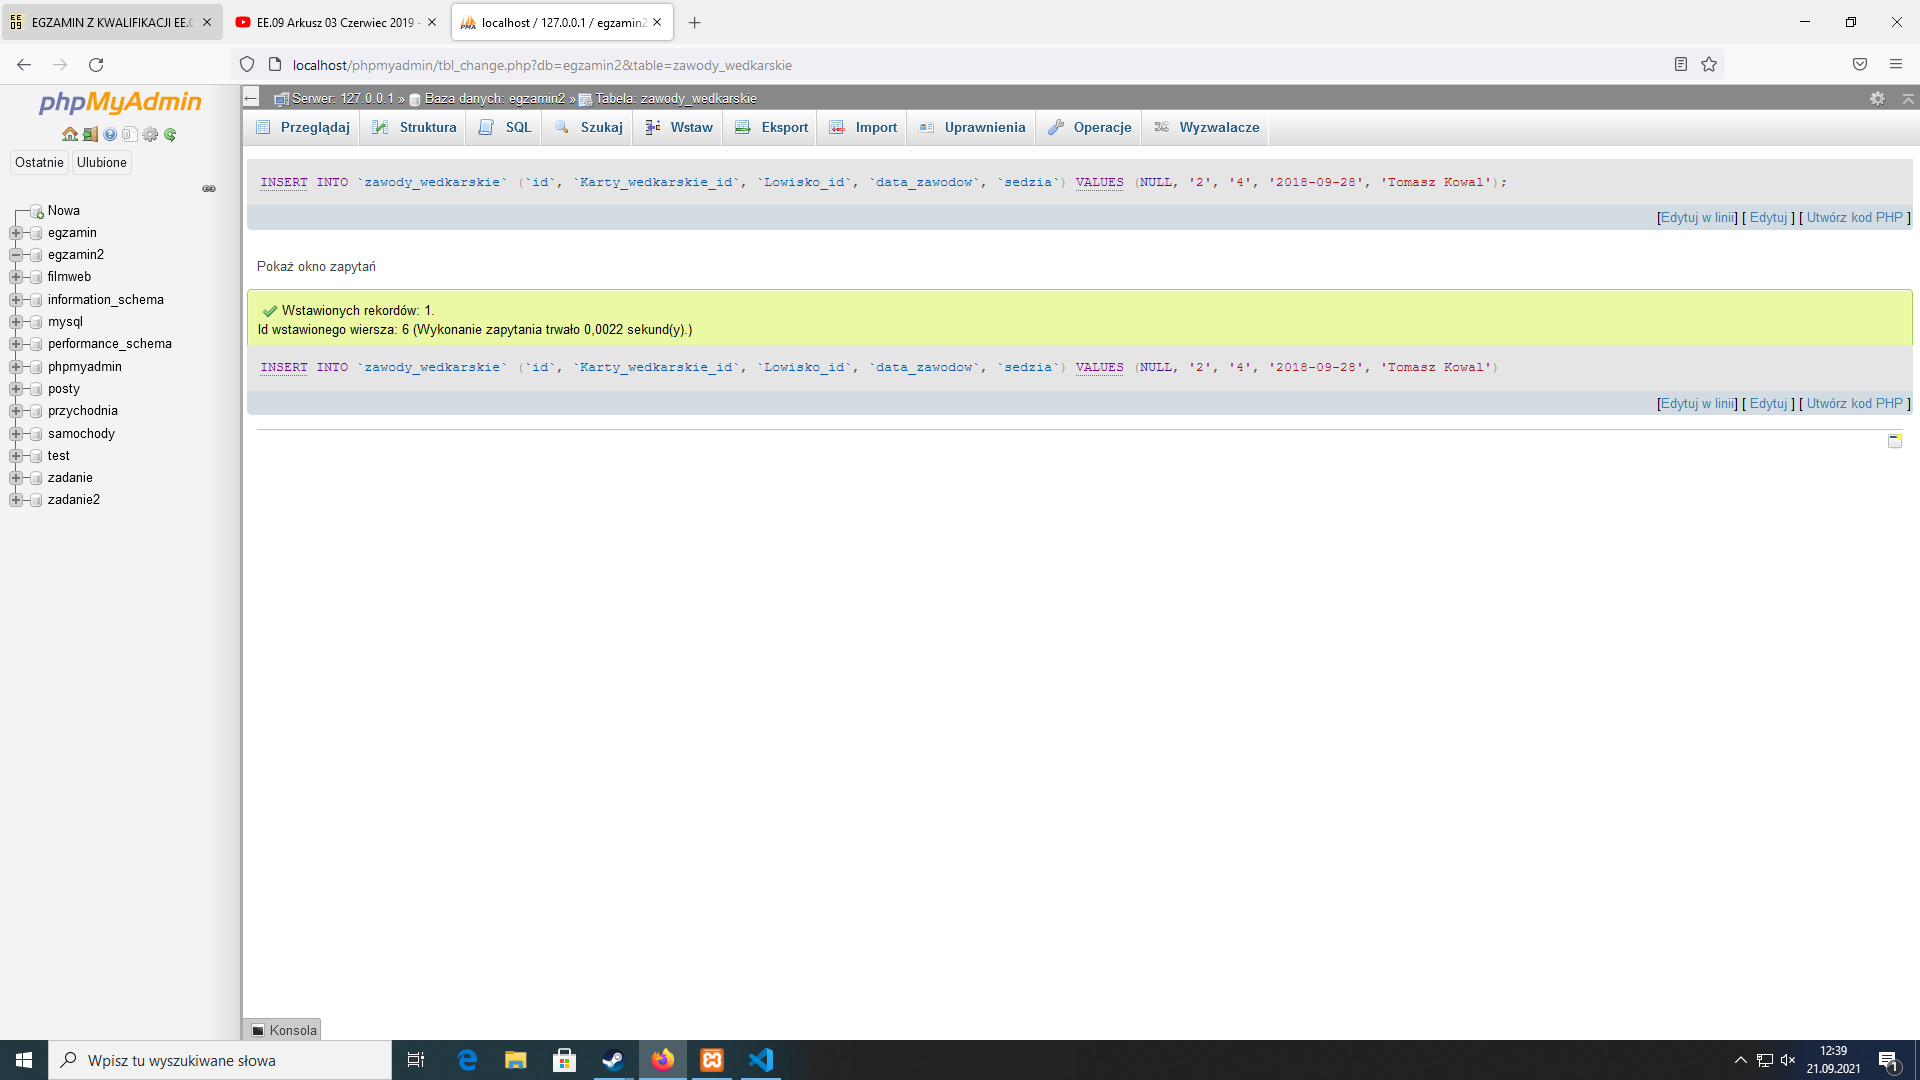 EGZAMIN Z KWALIFIKACJI EE.0
EE.09 Arkusz 03 Czerwiec 2019 -
localhost / 127.0.0.1 / egzamin2
localhost/phpmyadmin/tbl_change.php?db=egzamin2&table=zawody_wedkarskie
phpMyAdmin
Ostatnie
Ulubione
Nowa
egzamin
egzamin2
filmweb
information_schema
mysql
performance_schema
phpmyadmin
posty
przychodnia
samochody
test
zadanie
zadanie2
Serwer: 127.0.0.1 » Baza danych: egzamin2 » Tabela: zawody_wedkarskie
Przeglądaj Struktura SQL Szukaj Wstaw Eksport Import Uprawnienia Operacje Wyzwalacze
INSERT INTO `zawody_wedkarskie` (`id`, `Karty_wedkarskie_id`, `Lowisko_id`, `data_zawodow`, `sedzia`) VALUES (NULL, '2', '4', '2018-09-28', 'Tomasz Kowal');
[Edytuj w linii] [ Edytuj ] [ Utwórz kod PHP ]
Pokaż okno zapytań
Wstawionych rekordów: 1.
Id wstawionego wiersza: 6 (Wykonanie zapytania trwało 0,0022 sekund(y).)
INSERT INTO `zawody_wedkarskie` (`id`, `Karty_wedkarskie_id`, `Lowisko_id`, `data_zawodow`, `sedzia`) VALUES (NULL, '2', '4', '2018-09-28', 'Tomasz Kowal')
[Edytuj w linii] [ Edytuj ] [ Utwórz kod PHP ]
Konsola
Wpisz tu wyszukiwane słowa
12:39
21.09.2021
1